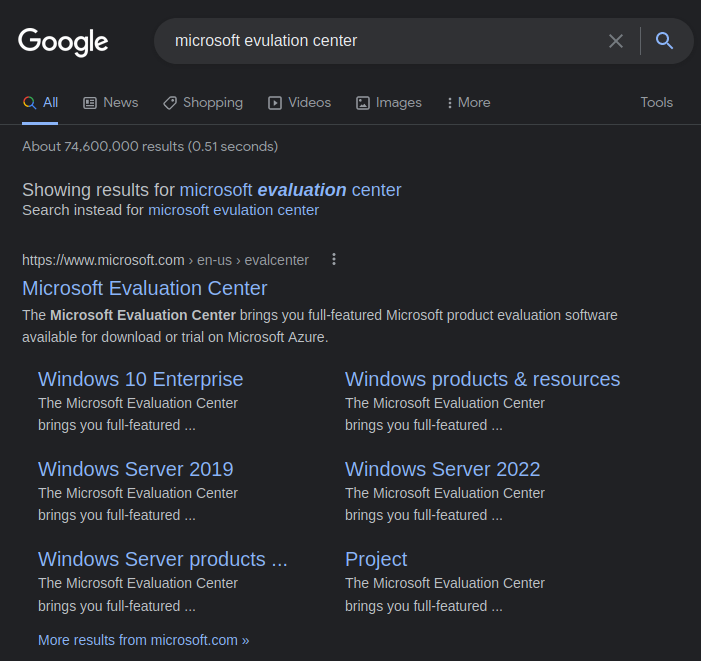 Google
microsoft evulation center
All News Shopping Videos Images More Tools
About 74,600,000 results (0.51 seconds)
Showing results for microsoft evaluation center
Search instead for microsoft evulation center
https://www.microsoft.com › en-us › evalcenter
Microsoft Evaluation Center
The Microsoft Evaluation Center brings you full-featured Microsoft product evaluation software
available for download or trial on Microsoft Azure.
Windows 10 Enterprise
The Microsoft Evaluation Center
brings you full-featured ...
Windows products & resources
The Microsoft Evaluation Center
brings you full-featured ...
Windows Server 2019
The Microsoft Evaluation Center
brings you full-featured ...
Windows Server 2022
The Microsoft Evaluation Center
brings you full-featured ...
Windows Server products ...
The Microsoft Evaluation Center
brings you full-featured ...
Project
The Microsoft Evaluation Center
brings you full-featured ...
More results from microsoft.com »